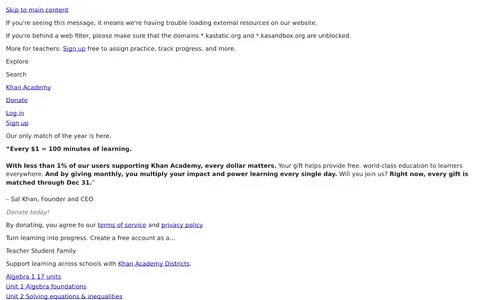 Skip to main content
If you're seeing this message, it means we're having trouble loading external resources on our website.
If you're behind a web filter, please make sure that the domains *.kastatic.org and *.kasandbox.org are unblocked.
More for teachers: Sign up free to assign practice, track progress, and more.
Explore
Search
Khan Academy
Donate
Log in
Sign up
Our only match of the year is here.
“Every $1 = 100 minutes of learning.
With less than 1% of our users supporting Khan Academy, every dollar matters. Your gift helps provide free. world-class education to learners
everywhere. And by giving monthly, you multiply your impact and power learning every single day. Will you join us? Right now, every gift is
matched through Dec 31.”
– Sal Khan, Founder and CEO
Donate today!
By donating, you agree to our terms of service and privacy policy.
Turn learning into progress. Create a free account as a...
Teacher Student Family
Support learning across schools with Khan Academy Districts.
Algebra 1 17 units
Unit 1 Algebra foundations
Unit 2 Solving equations & inequalities